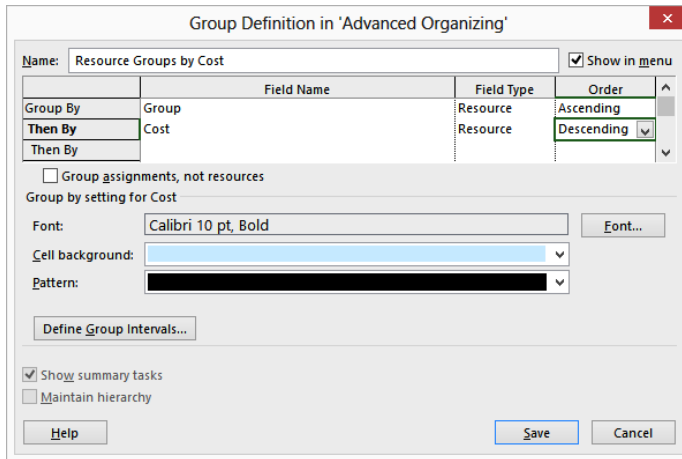 Group Definition in 'Advanced Organizing'
Name: Resource Groups by Cost Show in menu
Field Name Field Type Order
Group By Group Resource Ascending
Then By Cost Resource Descending
Then By
Group assignments, not resources
Group by setting for Cost
Font: Calibri 10 pt, Bold Font...
Cell background:
Pattern:
Define Group Intervals...
Show summary tasks
Maintain hierarchy
Help Save Cancel